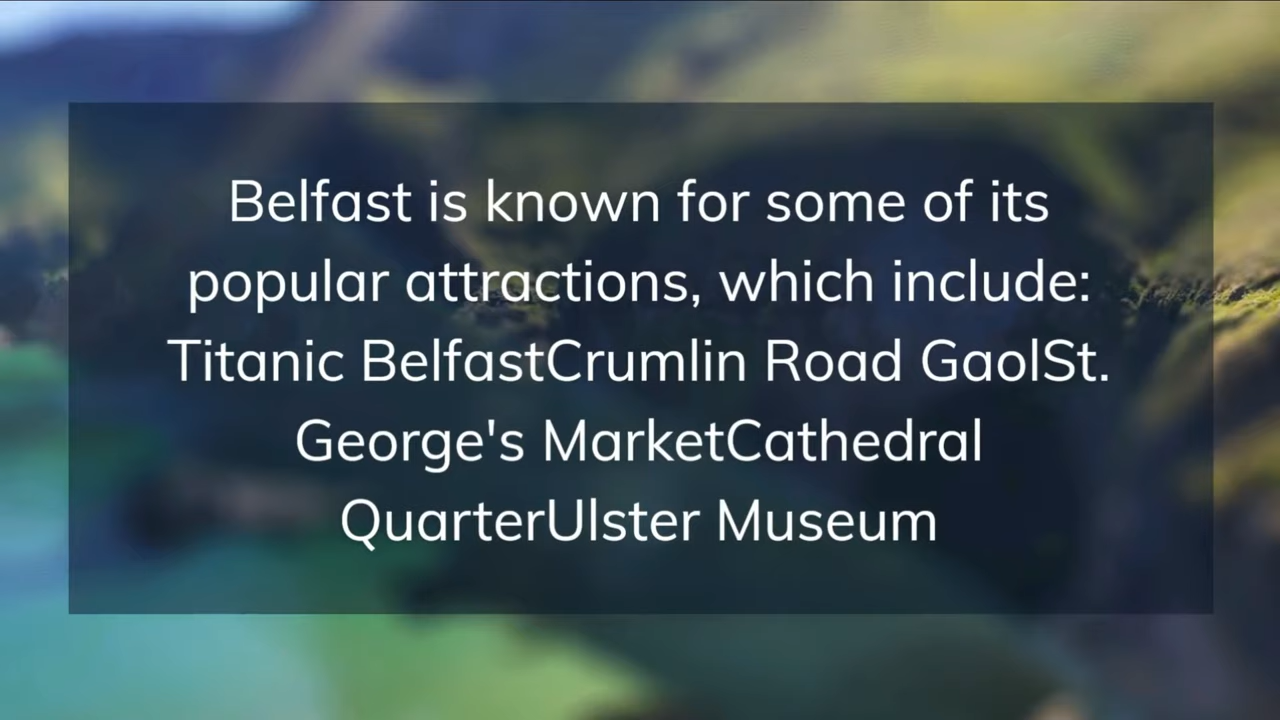 Belfast is known for some of its
popular attractions, which include:
Titanic BelfastCrumlin Road GaolSt.
George's MarketCathedral
QuarterUlster Museum